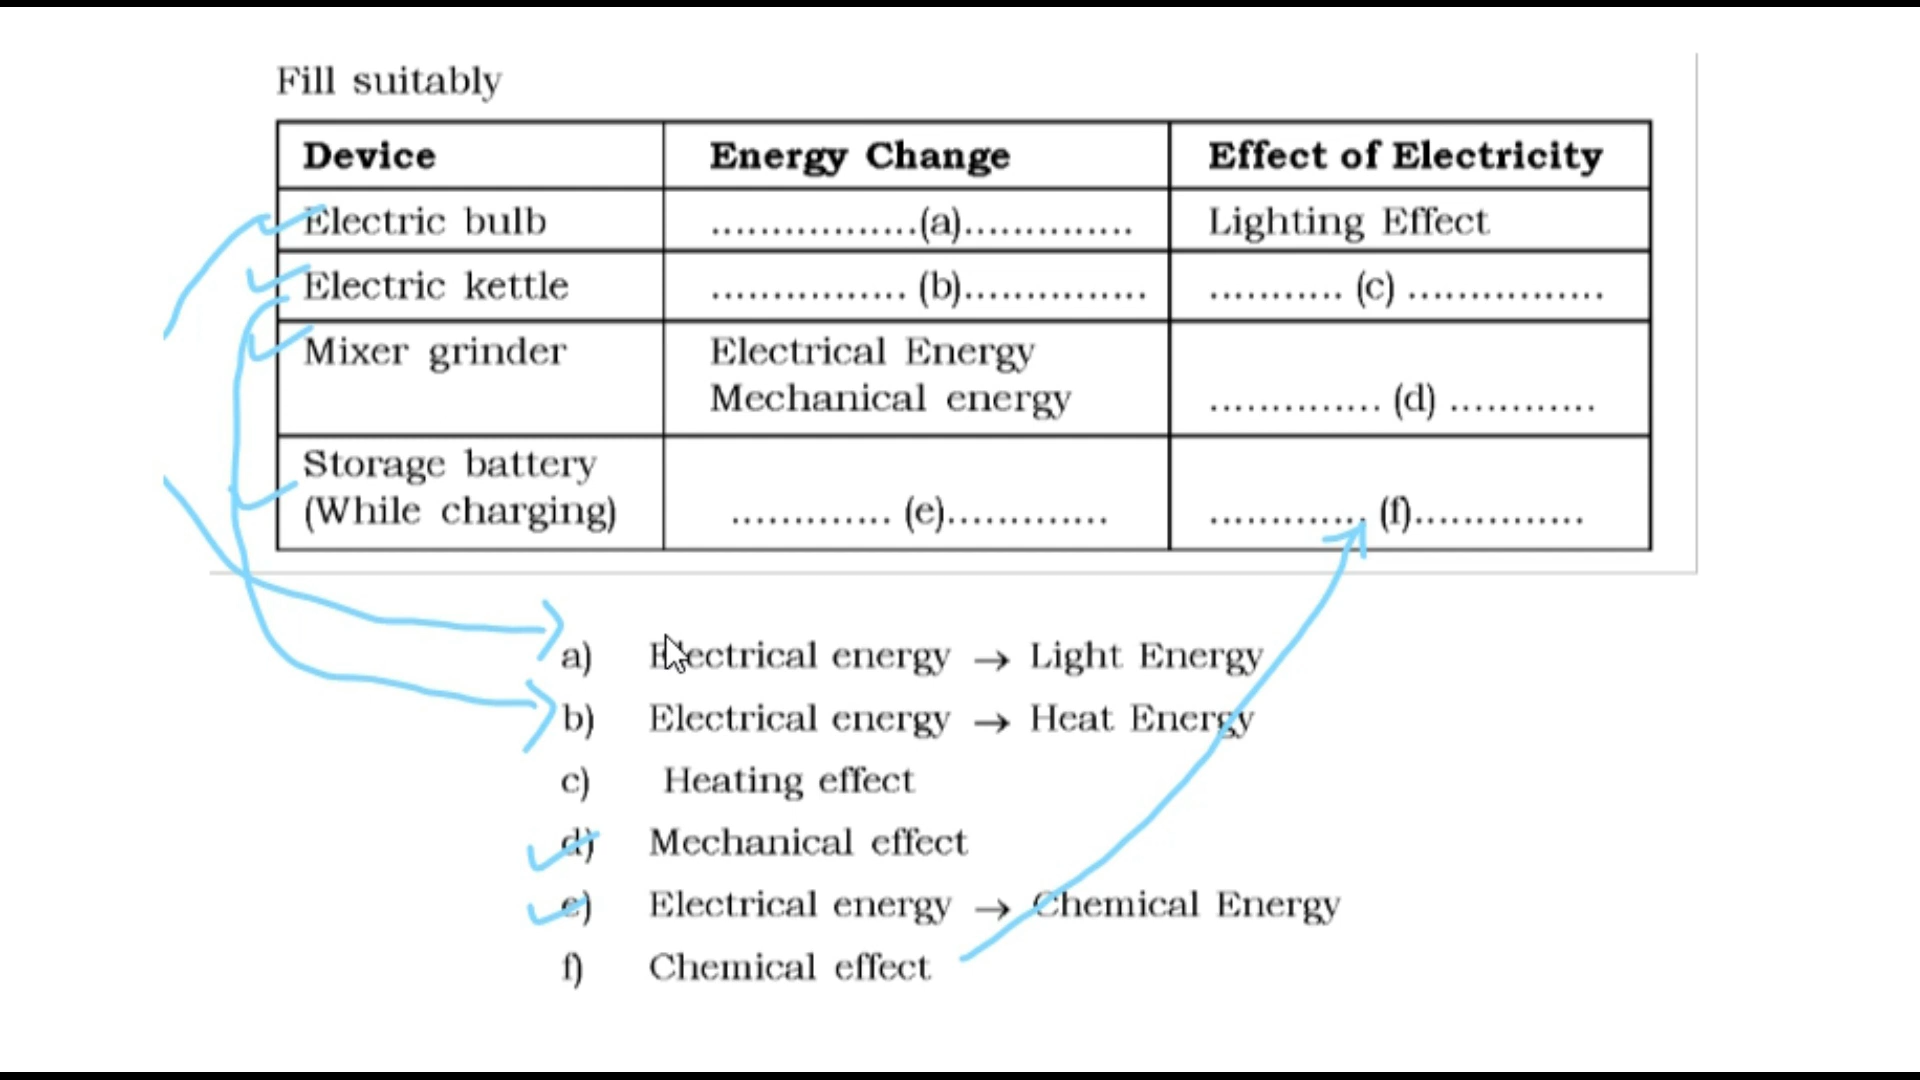 Fill suitably
Device Energy Change Effect of Electricity
Electric bulb .................(a).............. Lighting Effect
Electric kettle ................ (b)............... ........... (c) ................
Mixer grinder Electrical Energy
Mechanical energy .............. (d) ............
Storage battery
(While charging) ............. (e)............. ............. (f)..............
a) Electrical energy → Light Energy
b) Electrical energy → Heat Energy
c) Heating effect
d) Mechanical effect
e) Electrical energy → Chemical Energy
f) Chemical effect